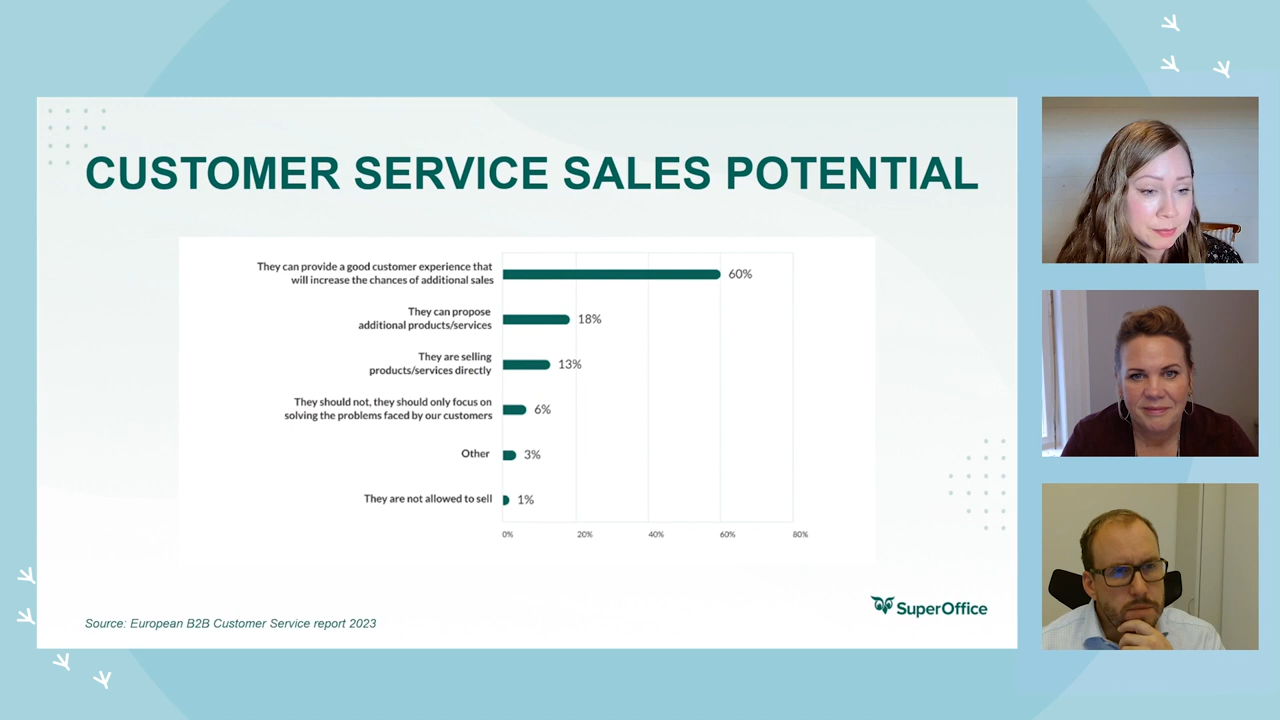 CUSTOMER SERVICE SALES POTENTIAL
They can provide a good customer experience that
will increase the chances of additional sales
60%
They can propose
additional products/services
18%
They are selling
products/services directly
13%
They should not, they should only focus on
solving the problems faced by our customers
6%
Other
3%
They are not allowed to sell
1%
0% 20% 40% 60% 80%
SuperOffice
Source: European B2B Customer Service report 2023